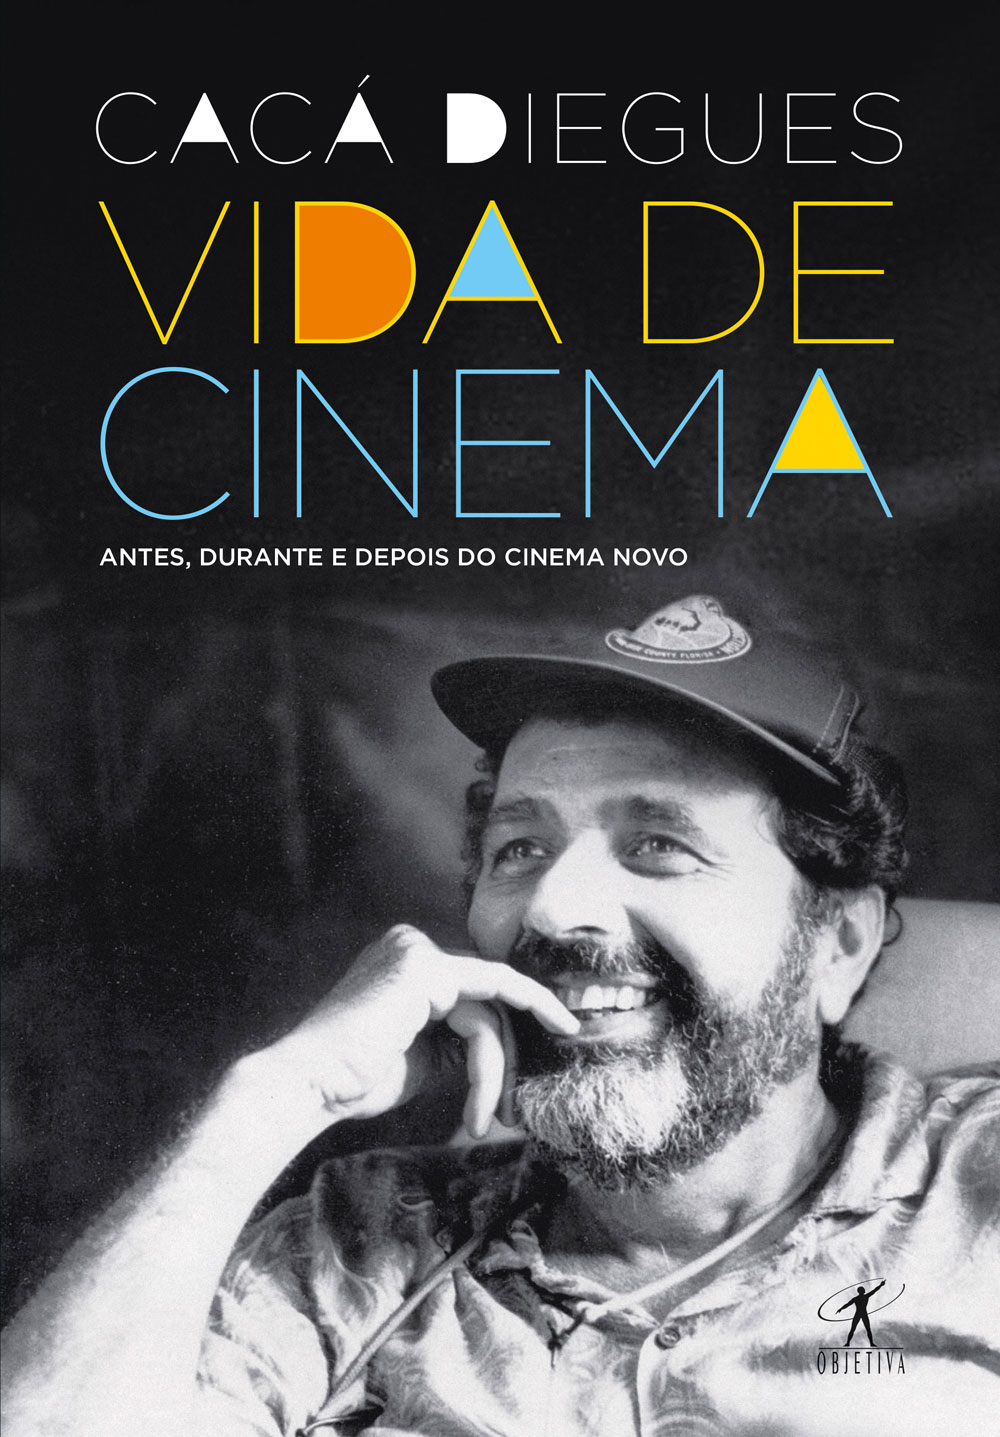 CACÁ DIEGUES
VIDA DE
CINEMA
ANTES, DURANTE E DEPOIS DO CINEMA NOVO
OBJETIVA